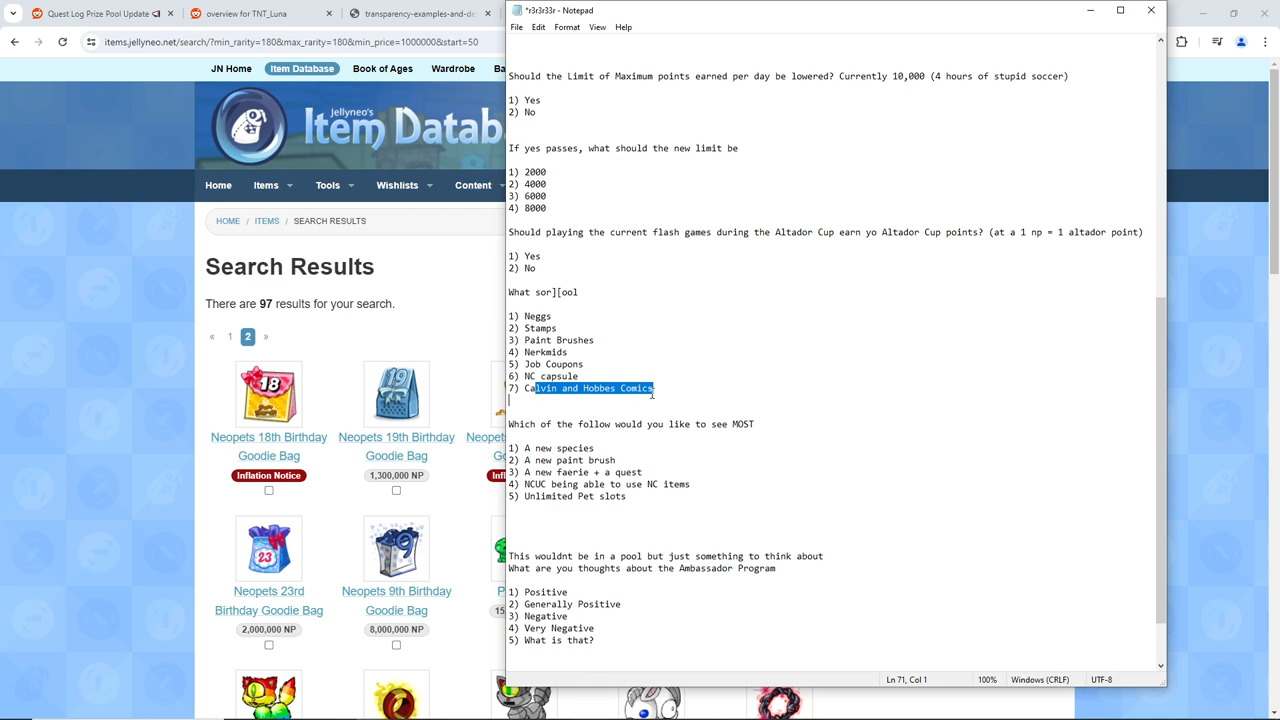 Quest Log Prize Pool Update
overview for TNT_Luna
transparency-examples-and-de
items.jellyneo.net/search/?min_rarity=180&max_rarity=180&min_price=1000000&start=50
*r3r3r33r - Notepad
File Edit Format View Help
JN Home Item Database Book of Ages Wardrobe Ba
Jellyneo's
Item Datab
Home Items Tools Wishlists Content
HOME / ITEMS / SEARCH RESULTS
Search Results
There are 97 results for your search.
« 1 2 »
18
19
Neopets 18th Birthday Goodie Bag
Inflation Notice
Neopets 19th Birthday Goodie Bag
1,300,000 NP
Neopets
Goo
Infl
23
9
Neopets 23rd Birthday Goodie Bag
2,000,000 NP
Neopets 9th Birthday Goodie Bag
8,000,000 NP
P
15
Should the Limit of Maximum points earned per day be lowered? Currently 10,000 (4 hours of stupid soccer)
1) Yes
2) No
If yes passes, what should the new limit be
1) 2000
2) 4000
3) 6000
4) 8000
Should playing the current flash games during the Altador Cup earn yo Altador Cup points? (at a 1 np = 1 altador point)
1) Yes
2) No
What sor][ool
1) Neggs
2) Stamps
3) Paint Brushes
4) Nerkmids
5) Job Coupons
6) NC capsule
7) Calvin and Hobbes Comics
Which of the follow would you like to see MOST
1) A new species
2) A new paint brush
3) A new faerie + a quest
4) NCUC being able to use NC items
5) Unlimited Pet slots
This wouldnt be in a pool but just something to think about
What are you thoughts about the Ambassador Program
1) Positive
2) Generally Positive
3) Negative
4) Very Negative
5) What is that?
Ln 71, Col 1 100% Windows (CRLF) UTF-8